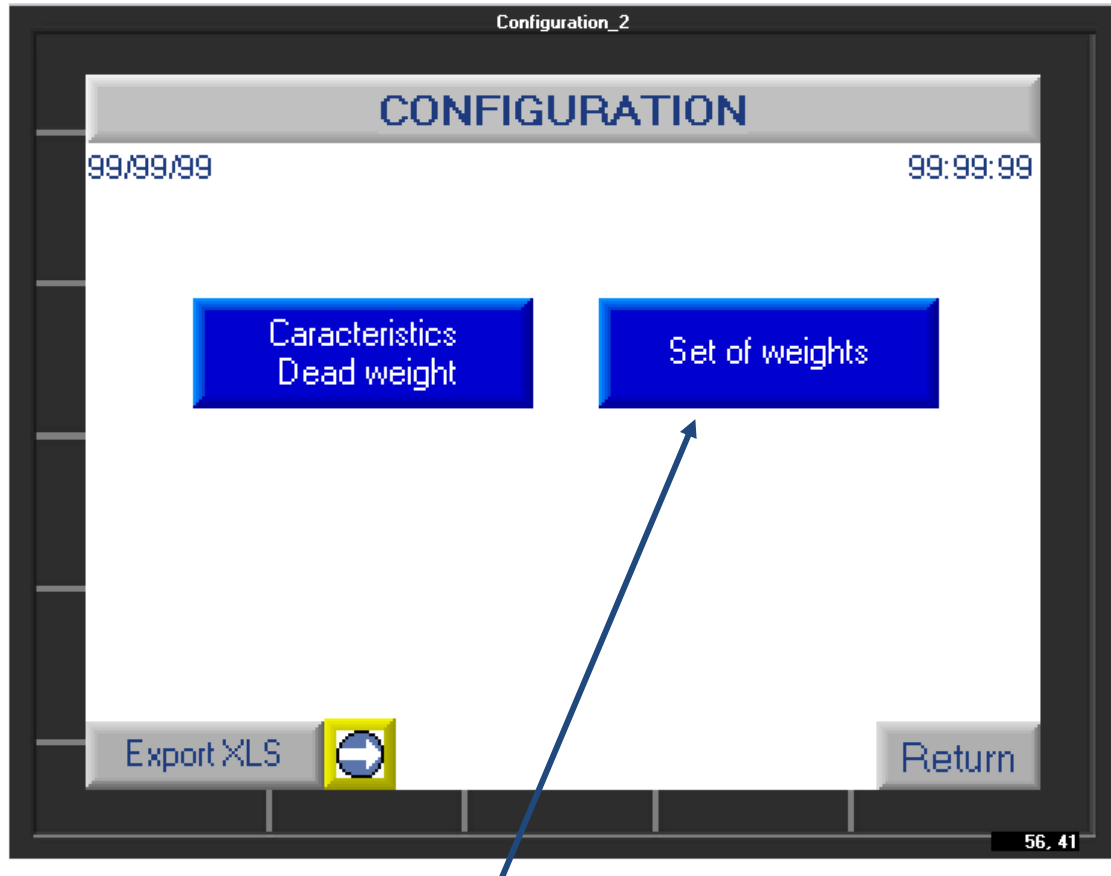 Configuration_2
CONFIGURATION
99/99/99
99:99:99
Caracteristics
Dead weight
Set of weights
Export XLS
Return
56, 41